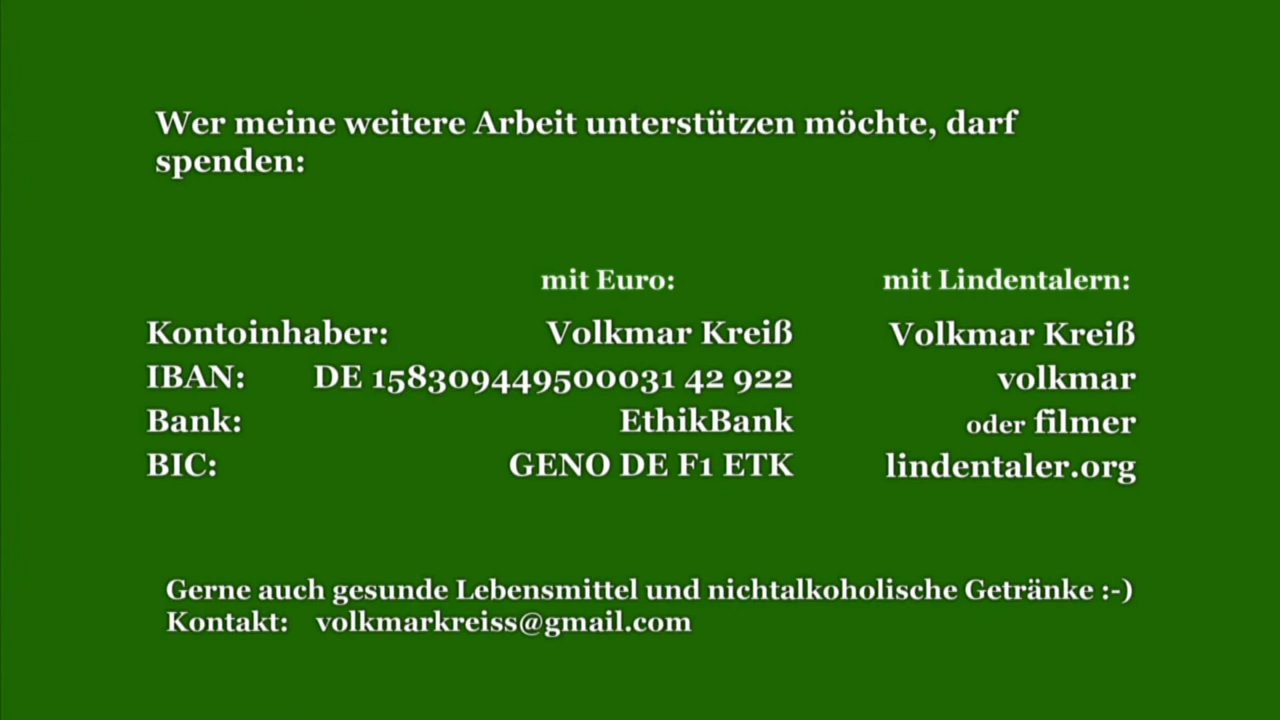 Wer meine weitere Arbeit unterstützen möchte, darf
spenden:
mit Euro: mit Lindentalern:
Kontoinhaber: Volkmar Kreiß Volkmar Kreiß
IBAN: DE 158309449500031 42 922 volkmar
Bank: EthikBank oder filmer
BIC: GENO DE F1 ETK lindentaler.org
Gerne auch gesunde Lebensmittel und nichtalkoholische Getränke :-)
Kontakt: volkmarkreiss@gmail.com